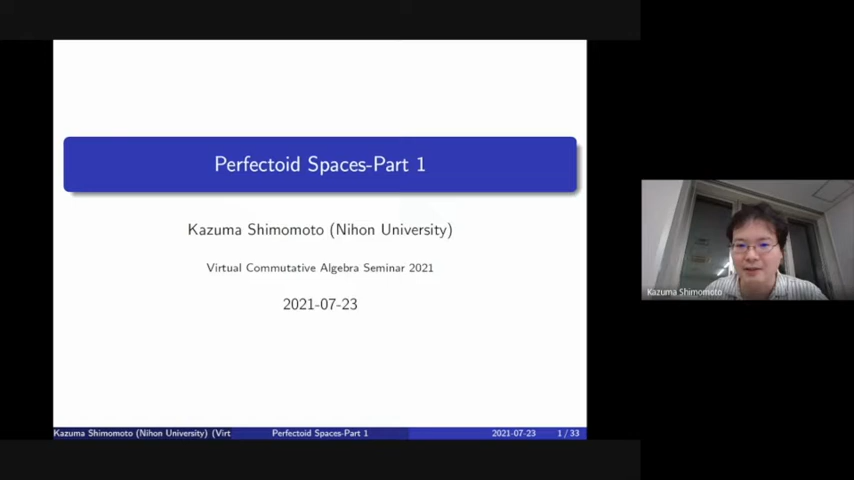 Perfectoid Spaces-Part 1
Kazuma Shimomoto (Nihon University)
Virtual Commutative Algebra Seminar 2021
2021-07-23
Kazuma Shimomoto
Kazuma Shimomoto (Nihon University) (Virt
Perfectoid Spaces-Part 1
2021-07-23
1 / 33